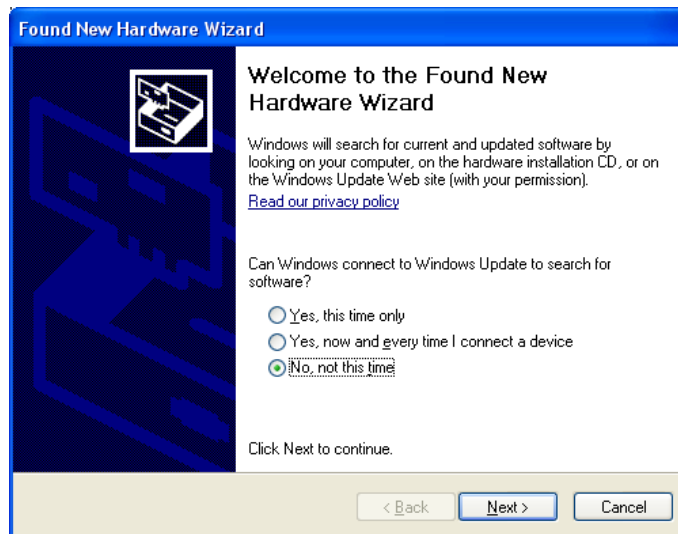 Found New Hardware Wizard
Welcome to the Found New
Hardware Wizard
Windows will search for current and updated software by
looking on your computer, on the hardware installation CD, or on
the Windows Update Web site (with your permission).
Read our privacy policy
Can Windows connect to Windows Update to search for
software?
Yes, this time only
Yes, now and every time I connect a device
No, not this time
Click Next to continue.
< Back
Next >
Cancel